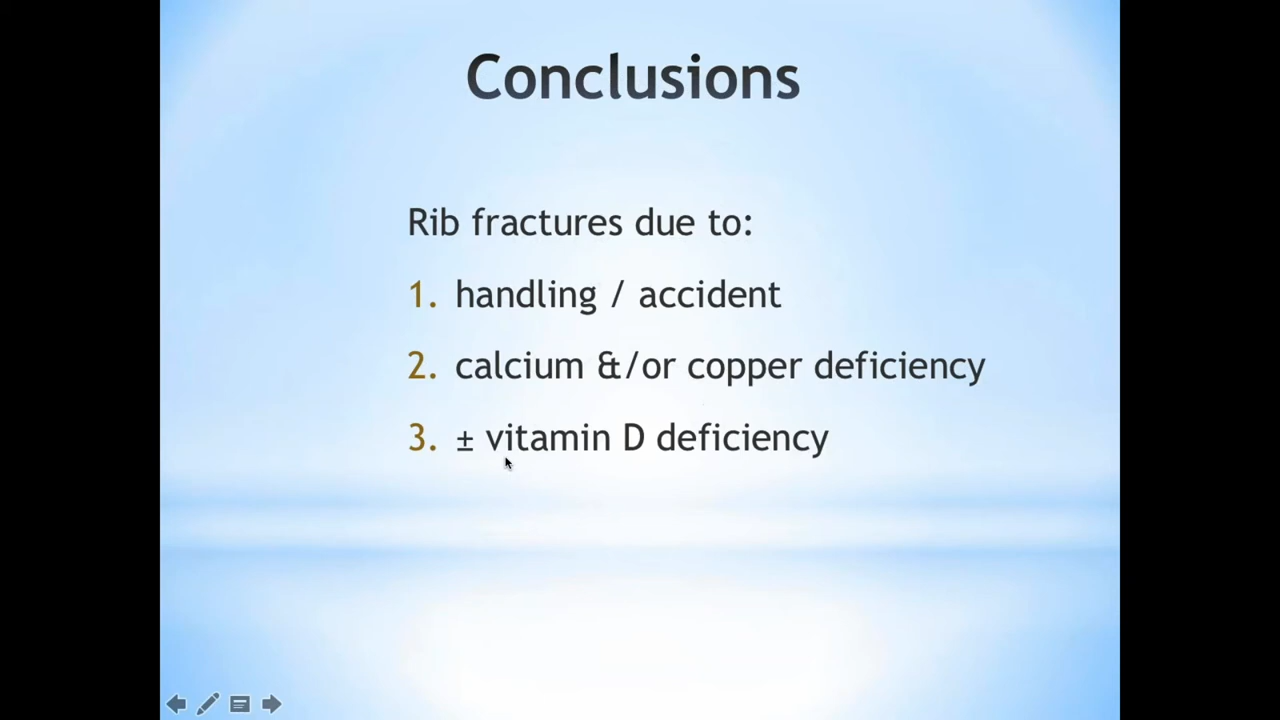 Conclusions
Rib fractures due to:
1. handling / accident
2. calcium &/or copper deficiency
3. ± vitamin D deficiency